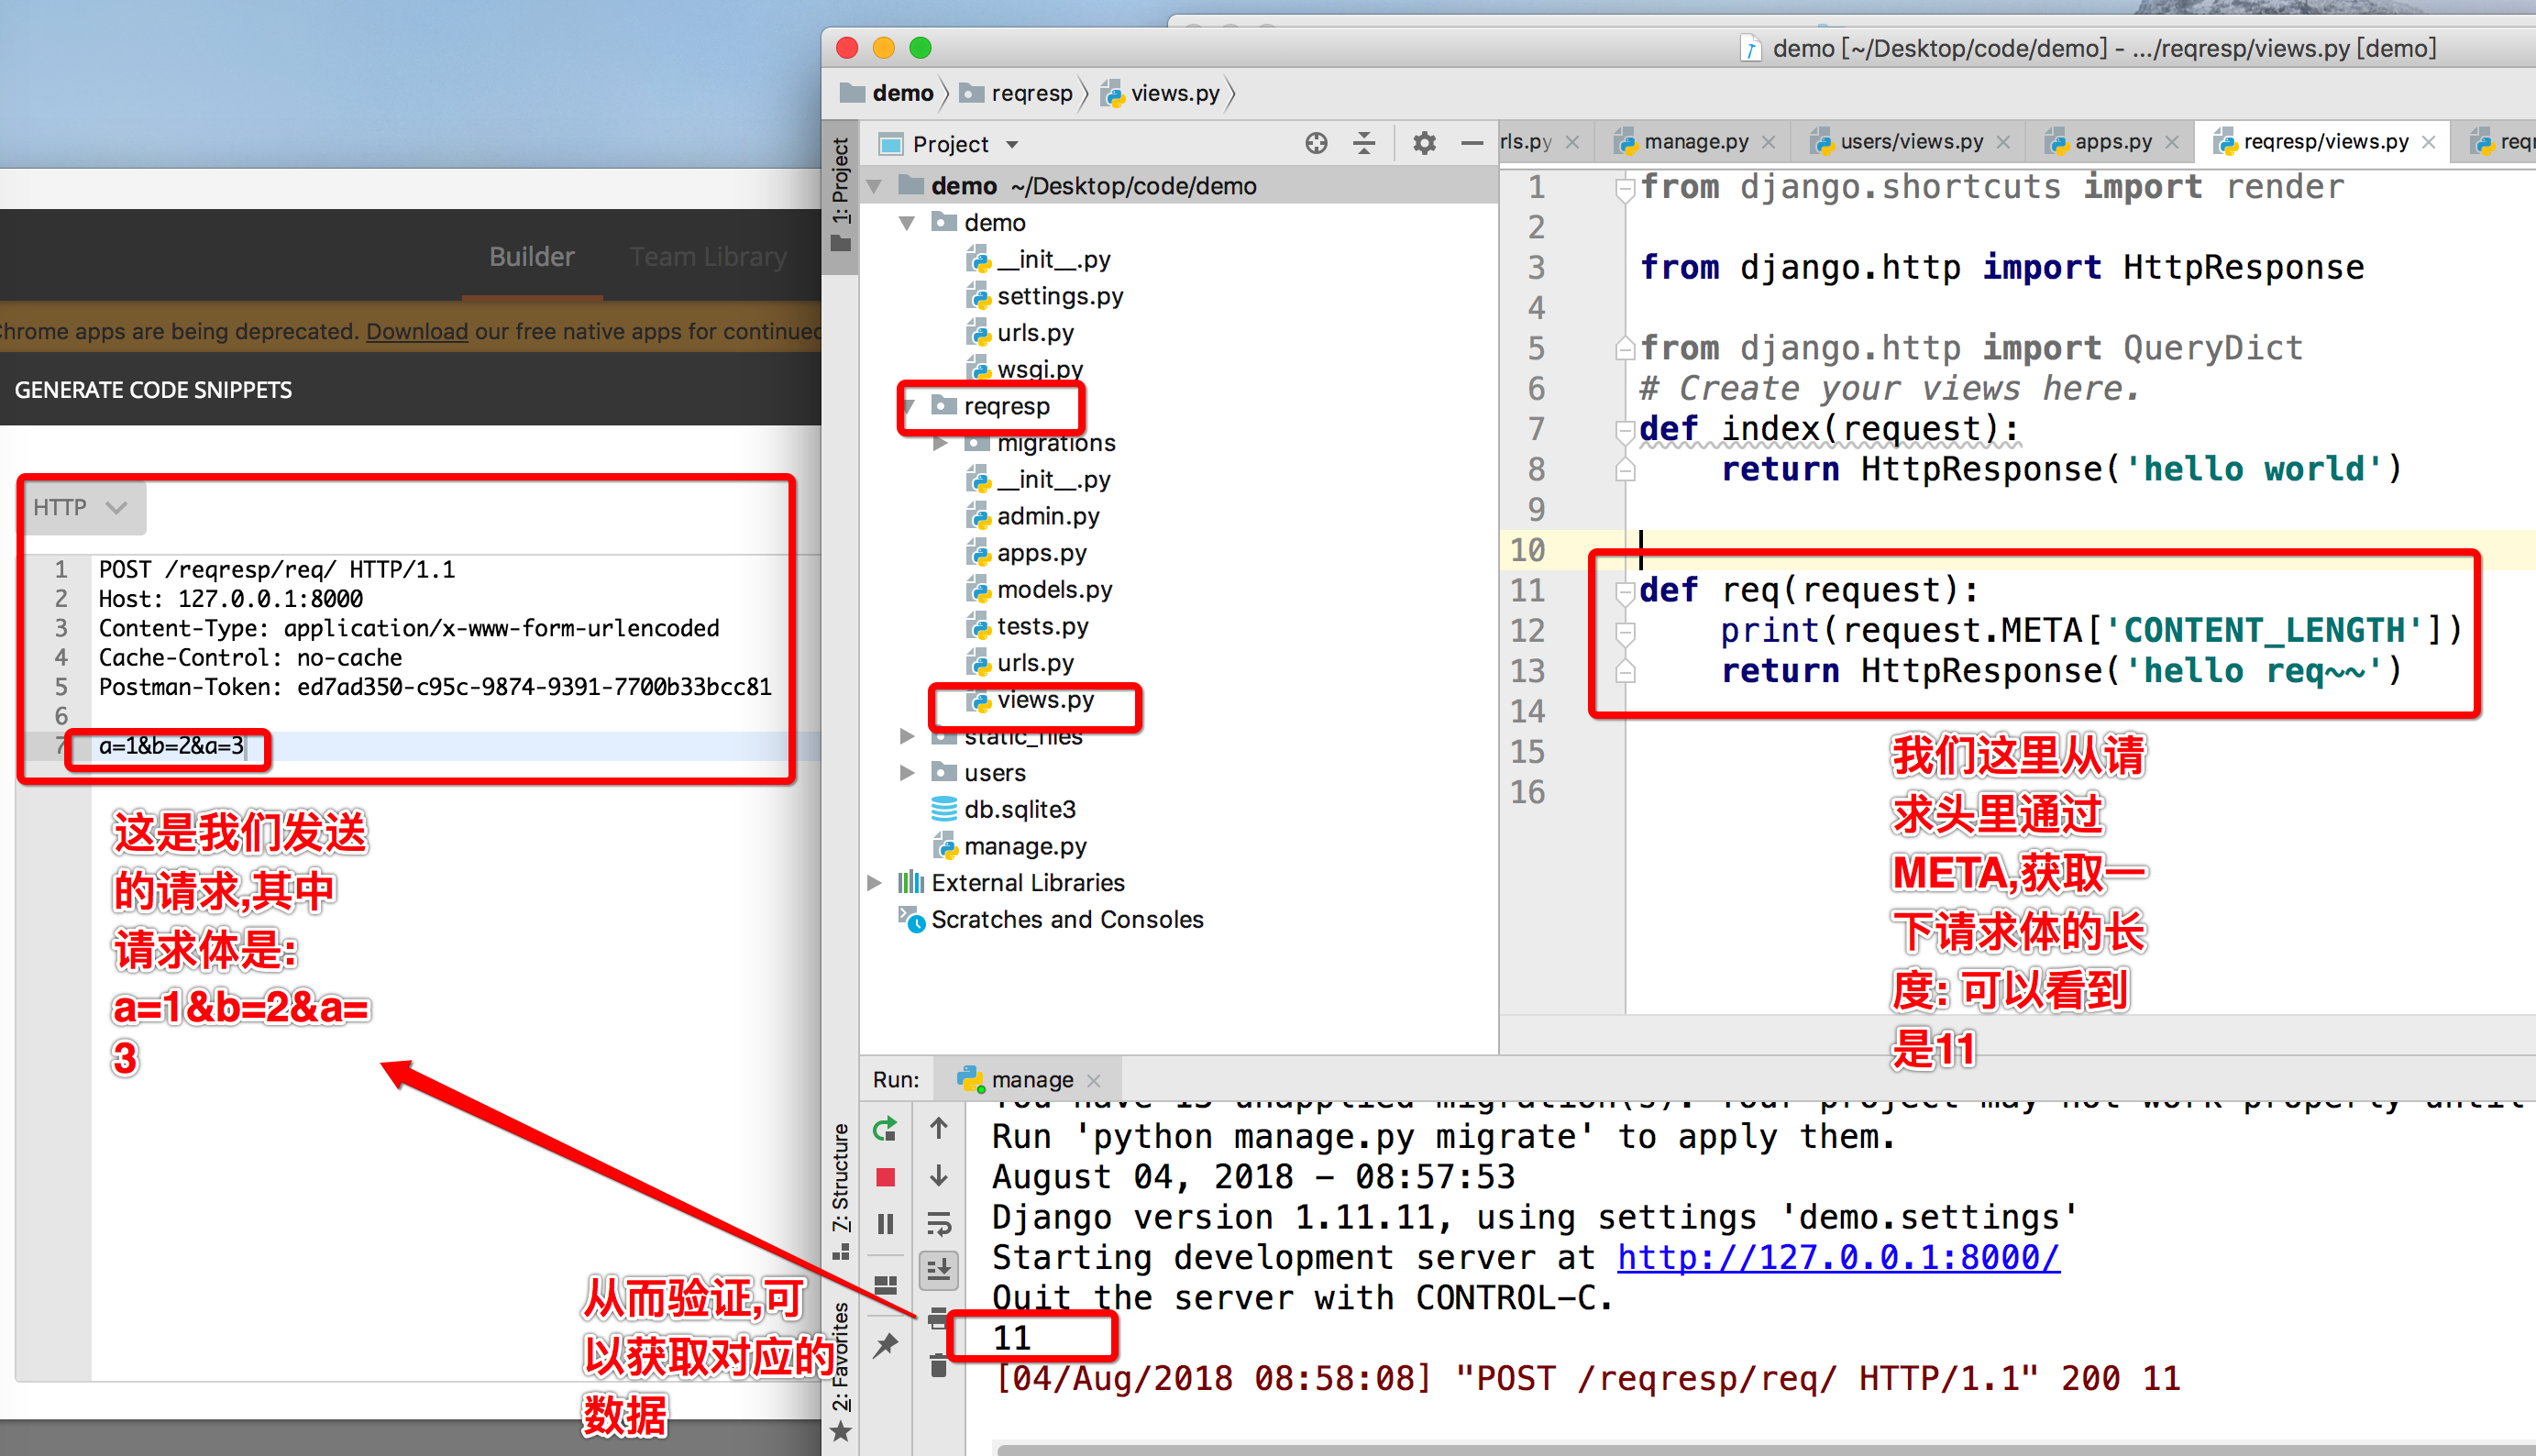 demo [~/Desktop/code/demo] - .../reqresp/views.py [demo]
demo
reqresp
views.py
1: Project
Project
rls.py
manage.py
users/views.py
apps.py
reqresp/views.py
demo ~/Desktop/code/demo
demo
__init__.py
settings.py
urls.py
wsgi.py
reqresp
migrations
__init__.py
admin.py
apps.py
models.py
tests.py
urls.py
views.py
static_files
users
db.sqlite3
manage.py
External Libraries
Scratches and Consoles
1 from django.shortcuts import render
2
3 from django.http import HttpResponse
4
5 from django.http import QueryDict
6 # Create your views here.
7 def index(request):
8 return HttpResponse('hello world')
9
10
11 def req(request):
12 print(request.META['CONTENT_LENGTH'])
13 return HttpResponse('hello req~~')
14
15
16
我们这里从请
求头里通过
META,获取一
下请求体的长
度: 可以看到
是11
Builder
Team Library
Chrome apps are being deprecated. Download our free native apps for continued
GENERATE CODE SNIPPETS
HTTP
1 POST /reqresp/req/ HTTP/1.1
2 Host: 127.0.0.1:8000
3 Content-Type: application/x-www-form-urlencoded
4 Cache-Control: no-cache
5 Postman-Token: ed7ad350-c95c-9874-9391-7700b33bcc81
6
7 a=1&b=2&a=3
这是我们发送
的请求,其中
请求体是:
a=1&b=2&a=
3
从而验证,可
以获取对应的
数据
7: Structure
2: Favorites
Run:
manage
You have 13 unapplied migration(s). Your project may not work properly until
Run 'python manage.py migrate' to apply them.
August 04, 2018 - 08:57:53
Django version 1.11.11, using settings 'demo.settings'
Starting development server at http://127.0.0.1:8000/
Quit the server with CONTROL-C.
11
[04/Aug/2018 08:58:08] "POST /reqresp/req/ HTTP/1.1" 200 11